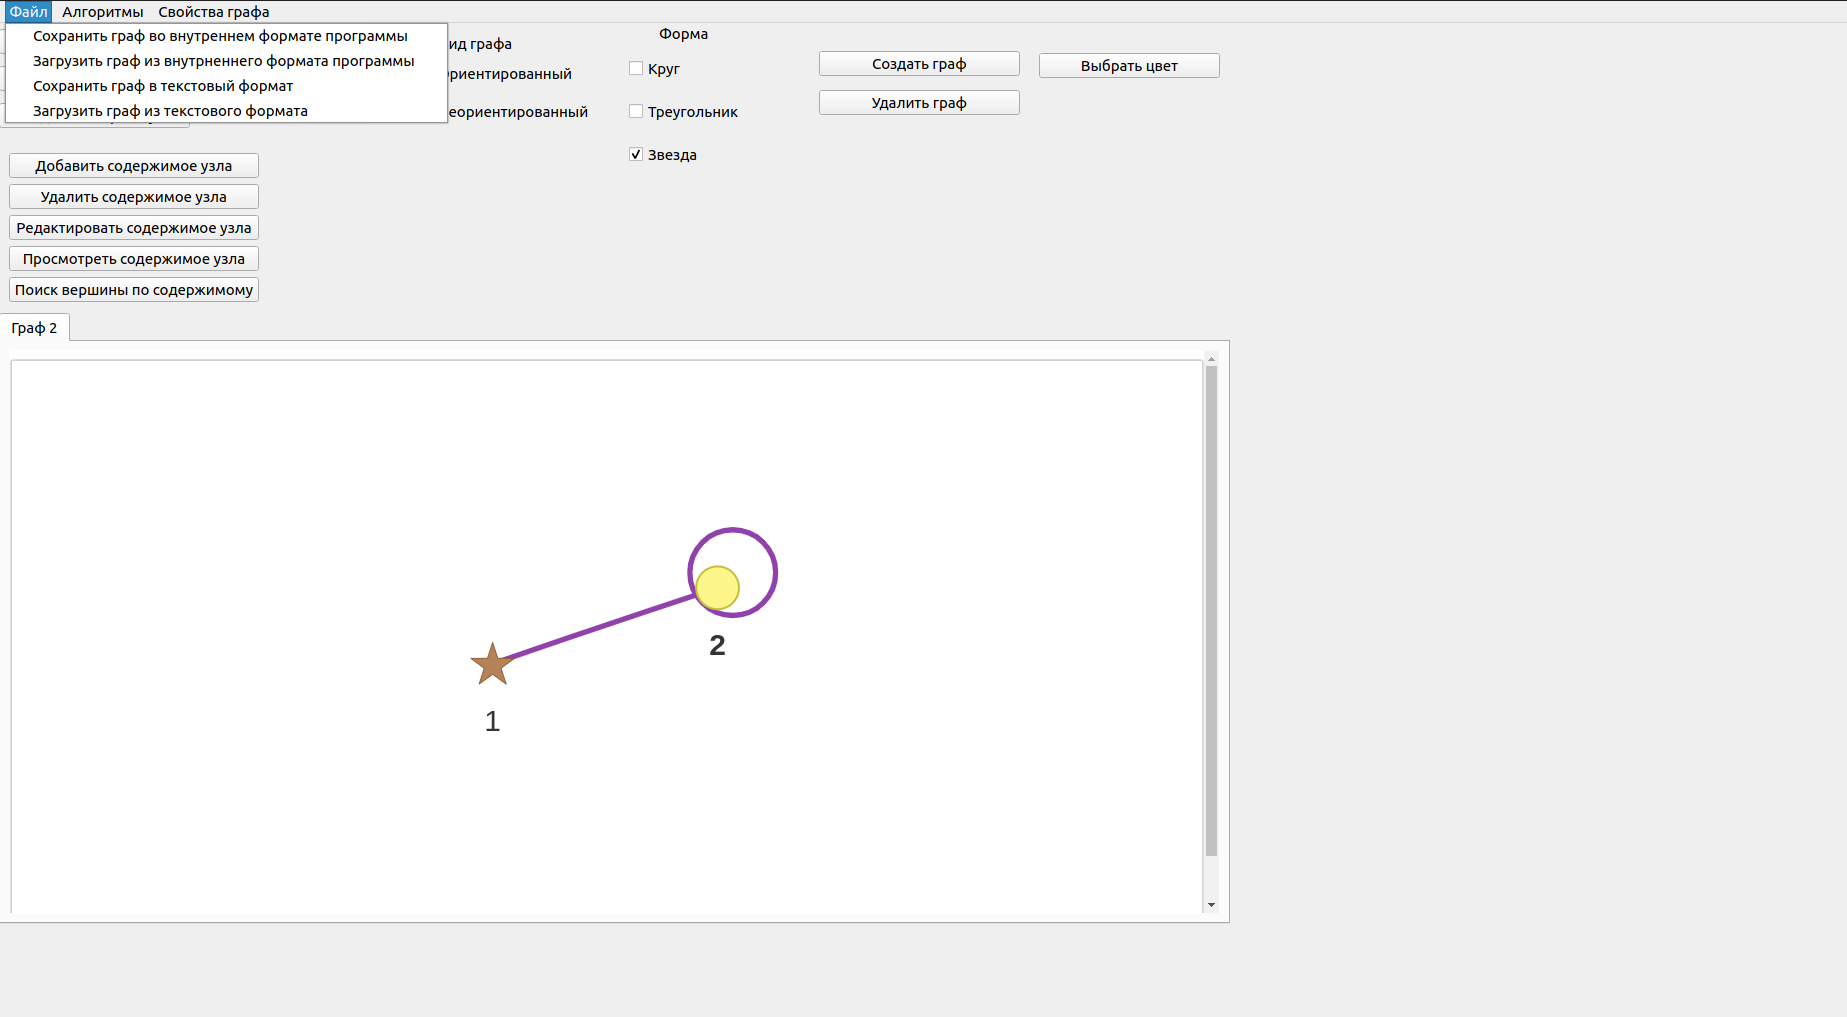 Файл Алгоритмы Свойства графа
Сохранить граф во внутреннем формате программы
Загрузить граф из внутрненнего формата программы
Сохранить граф в текстовый формат
Загрузить граф из текстового формата
ид графа
риентированный
еориентированный
Форма
Круг
Треугольник
Звезда
Создать граф
Удалить граф
Выбрать цвет
Добавить содержимое узла
Удалить содержимое узла
Редактировать содержимое узла
Просмотреть содержимое узла
Поиск вершины по содержимому
Граф 2
2
1